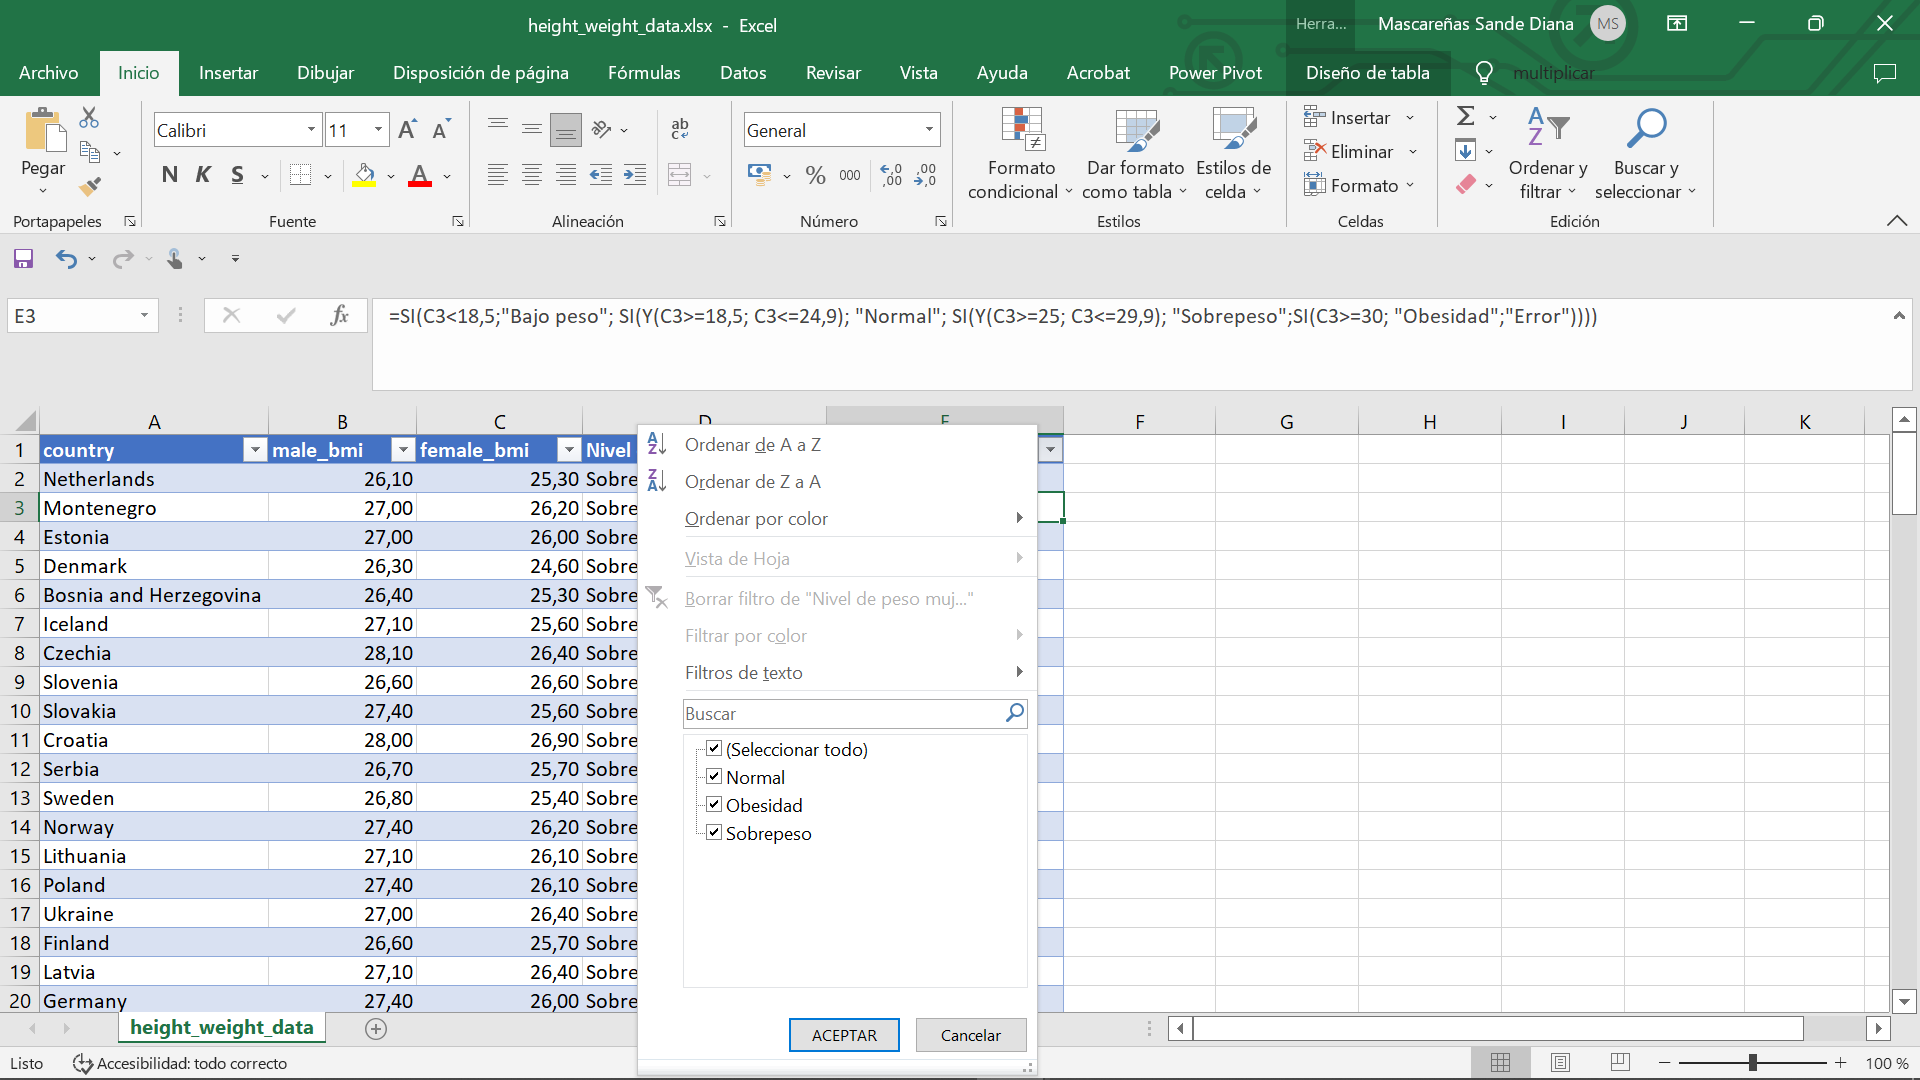 height_weight_data.xlsx - Excel
Herra...
Mascareñas Sande Diana
MS
Archivo
Inicio
Insertar
Dibujar
Disposición de página
Fórmulas
Datos
Revisar
Vista
Ayuda
Acrobat
Power Pivot
Diseño de tabla
multiplicar
Pegar
Portapapeles
Calibri
11
N K S
Fuente
Alineación
General
% 000
Número
Formato
condicional
Dar formato
como tabla
Estilos de
celda
Estilos
Insertar
Eliminar
Formato
Celdas
Ordenar y
filtrar
Buscar y
seleccionar
Edición
E3
fx
=SI(C3<18,5;"Bajo peso"; SI(Y(C3>=18,5; C3<=24,9); "Normal"; SI(Y(C3>=25; C3<=29,9); "Sobrepeso";SI(C3>=30; "Obesidad";"Error"))))
A B C D E F G H I J K
1 country male_bmi female_bmi Nivel
2 Netherlands 26,10 25,30 Sobre
3 Montenegro 27,00 26,20 Sobre
4 Estonia 27,00 26,00 Sobre
5 Denmark 26,30 24,60 Sobre
6 Bosnia and Herzegovina 26,40 25,30 Sobre
7 Iceland 27,10 25,60 Sobre
8 Czechia 28,10 26,40 Sobre
9 Slovenia 26,60 26,60 Sobre
10 Slovakia 27,40 25,60 Sobre
11 Croatia 28,00 26,90 Sobre
12 Serbia 26,70 25,70 Sobre
13 Sweden 26,80 25,40 Sobre
14 Norway 27,40 26,20 Sobre
15 Lithuania 27,10 26,10 Sobre
16 Poland 27,40 26,10 Sobre
17 Ukraine 27,00 26,40 Sobre
18 Finland 26,60 25,70 Sobre
19 Latvia 27,10 26,40 Sobre
20 Germany 27,40 26,00 Sobre
Ordenar de A a Z
Ordenar de Z a A
Ordenar por color
Vista de Hoja
Borrar filtro de "Nivel de peso muj..."
Filtrar por color
Filtros de texto
Buscar
(Seleccionar todo)
Normal
Obesidad
Sobrepeso
ACEPTAR
Cancelar
height_weight_data
Listo
Accesibilidad: todo correcto
100 %